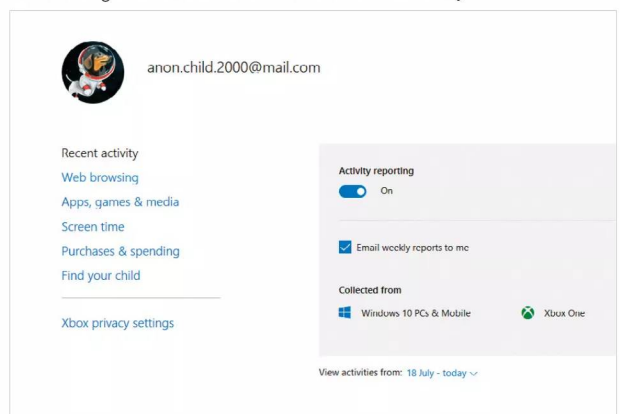 anon.child.2000@mail.com
Recent activity
Web browsing
Apps, games & media
Screen time
Purchases & spending
Find your child
Xbox privacy settings
Activity reporting
On
Email weekly reports to me
Collected from
Windows 10 PCs & Mobile
Xbox One
View activities from: 18 July - today